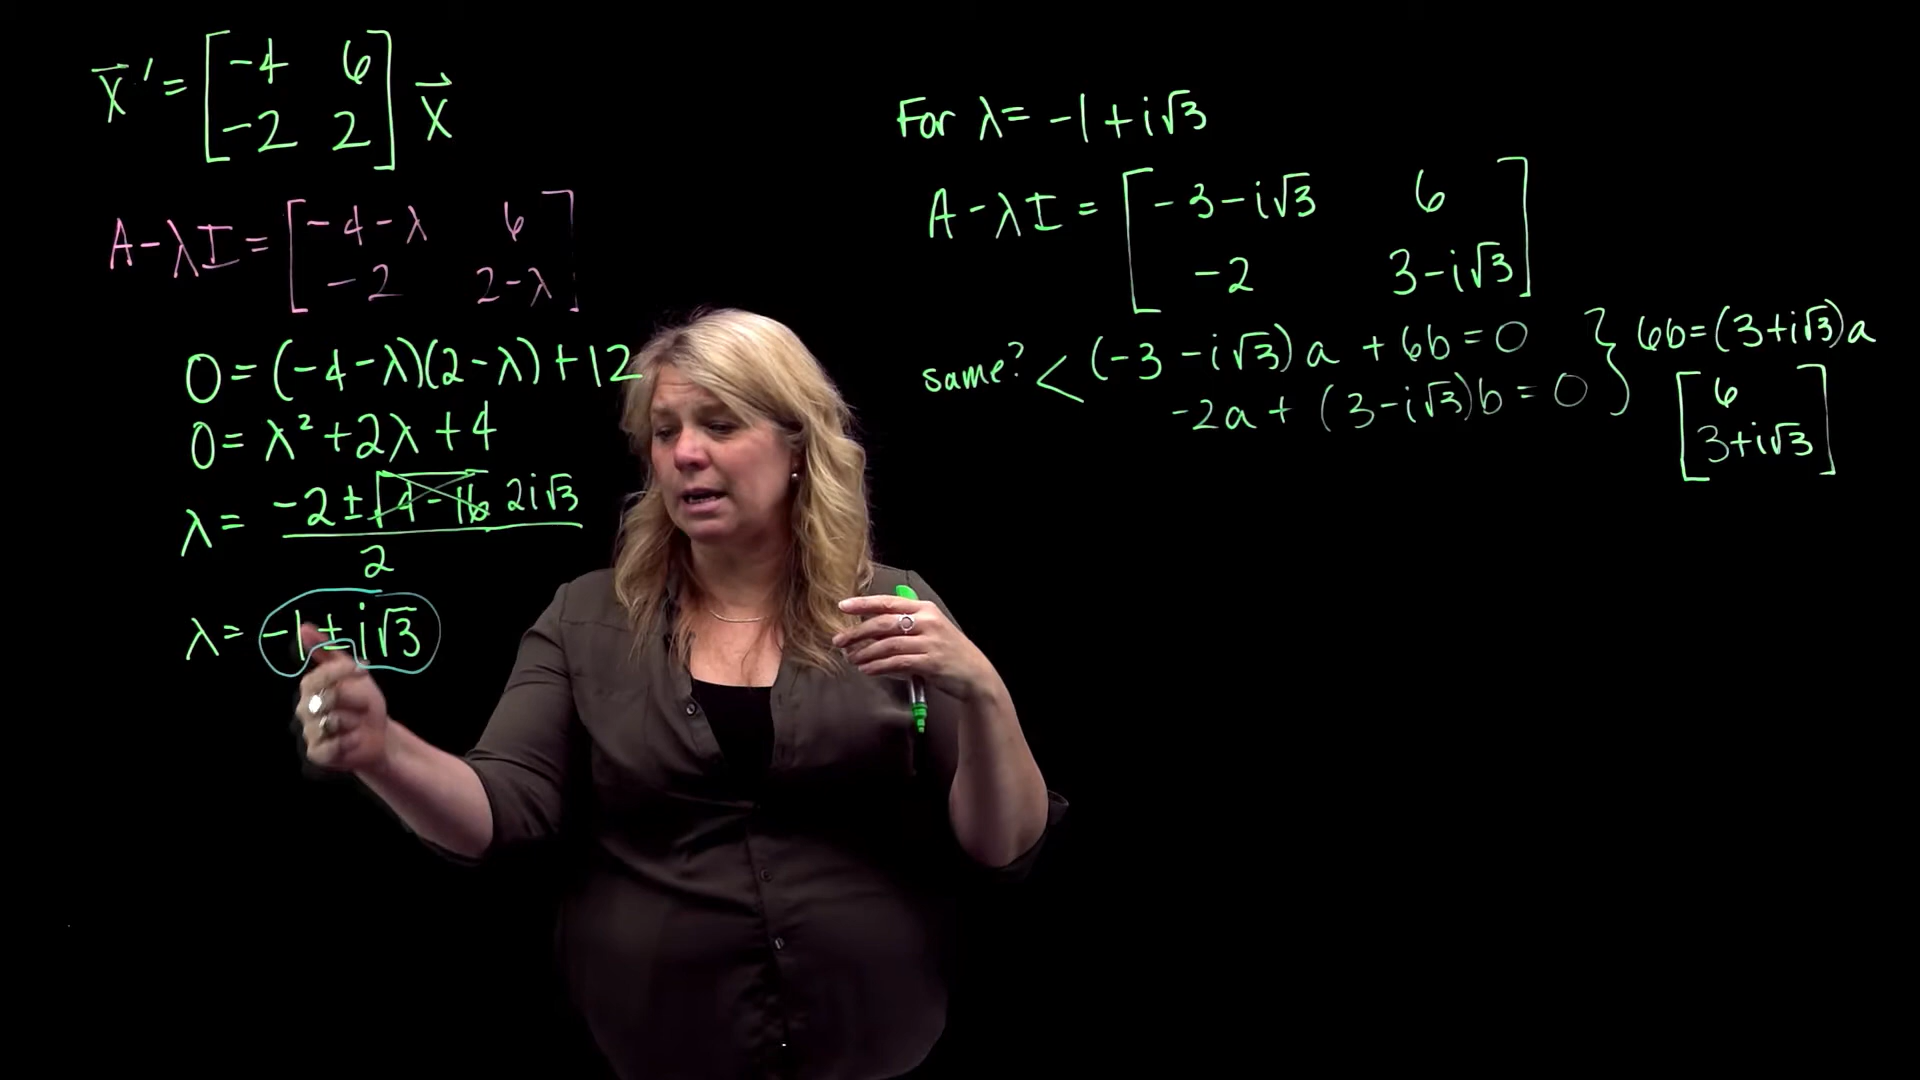 x⃗' = [-4 6; -2 2] x⃗
A-λI = [-4-λ 6; -2 2-λ]
0=(-4-λ)(2-λ)+12
0=λ²+2λ+4
λ= (-2±√4-16 2i√3)/2
λ= -1±i√3
For λ= -1+i√3
A-λI = [-3-i√3 6; -2 3-i√3]
same? < (-3-i√3)a + 6b=0 } 6b=(3+i√3)a
-2a+(3-i√3)b=0
[6; 3+i√3]